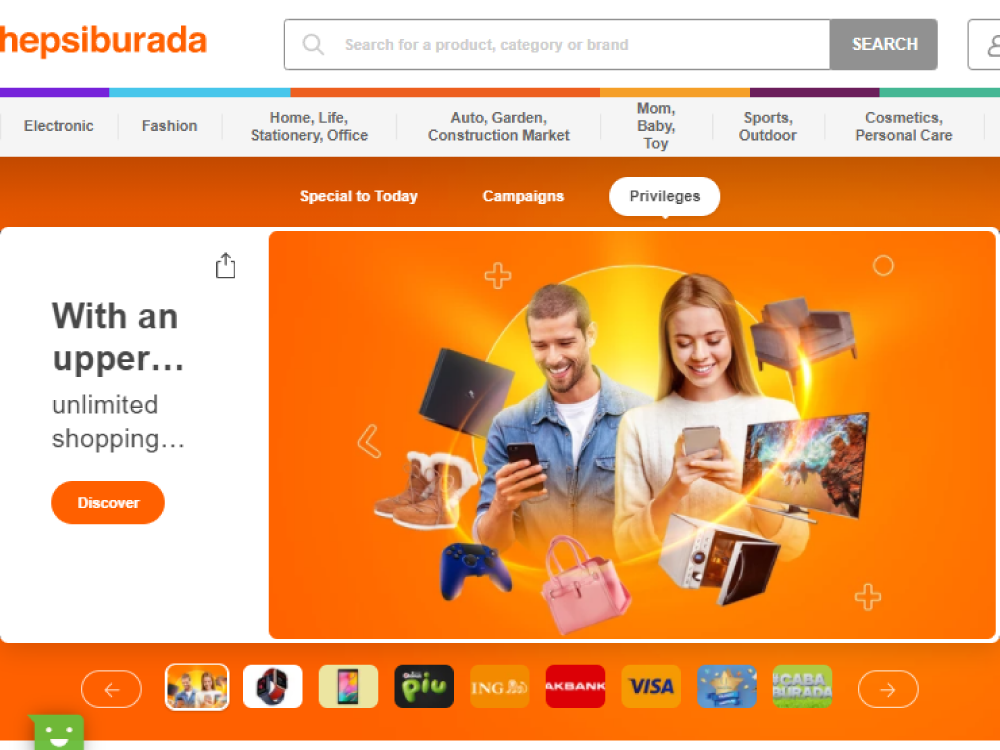 hepsiburada
Search for a product, category or brand
SEARCH
Electronic
Fashion
Home, Life,
Stationery, Office
Auto, Garden,
Construction Market
Mom,
Baby,
Toy
Sports,
Outdoor
Cosmetics,
Personal Care
Special to Today
Campaigns
Privileges
With an
upper...
unlimited
shopping...
Discover
piu
ING
AKBANK
VISA
#CABA
BURADA